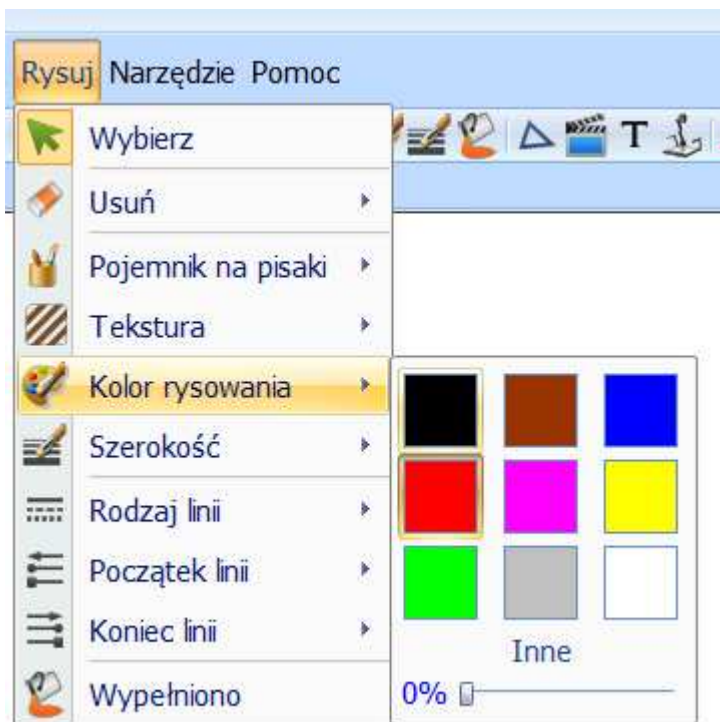 Rysuj Narzędzie Pomoc
T
Wybierz
Usuń
Pojemnik na pisaki
Tekstura
Kolor rysowania
Szerokość
Rodzaj linii
Początek linii
Koniec linii
Inne
Wypełniono
0%